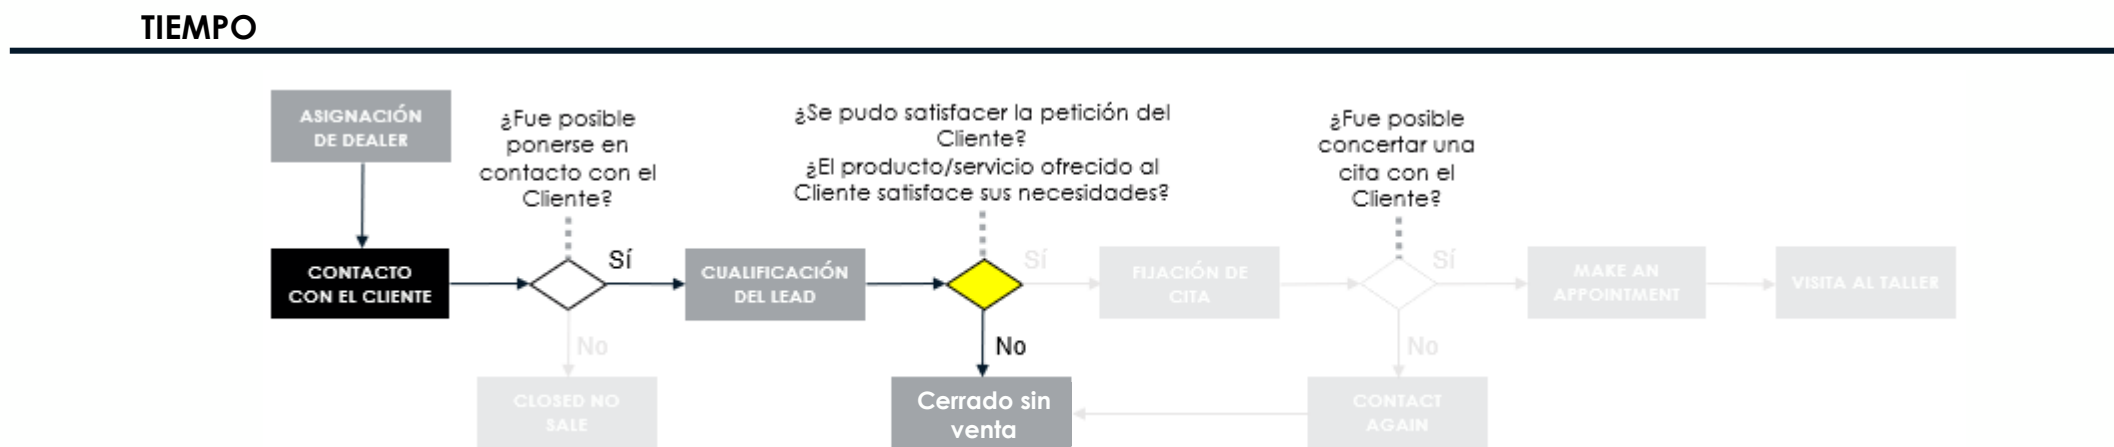 TIEMPO
ASIGNACIÓN
DE DEALER
¿Fue posible
ponerse en
contacto con el
Cliente?
¿Se pudo satisfacer la petición del
Cliente?
¿El producto/servicio ofrecido al
Cliente satisface sus necesidades?
¿Fue posible
concertar una
cita con el
Cliente?
CONTACTO
CON EL CLIENTE
Sí
CUALIFICACIÓN
DEL LEAD
Sí
FIJACIÓN DE
CITA
Sí
MAKE AN
APPOINTMENT
VISITA AL TALLER
No
No
No
CLOSED NO
SALE
Cerrado sin
venta
CONTACT
AGAIN